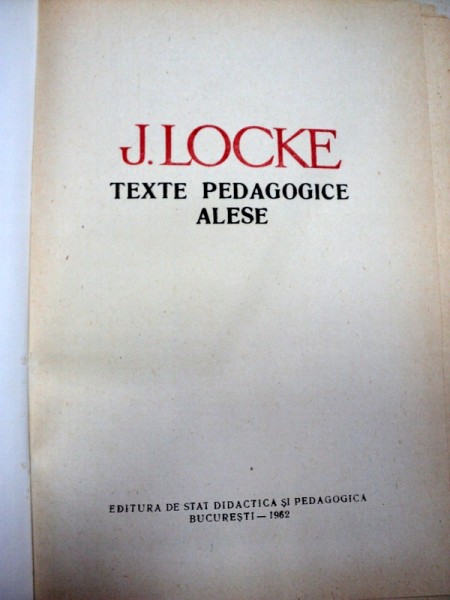 J. LOCKE
TEXTE PEDAGOGICE
ALESE
EDITURA DE STAT DIDACTICA ŞI PEDAGOGICA
BUCUREŞTI — 1962